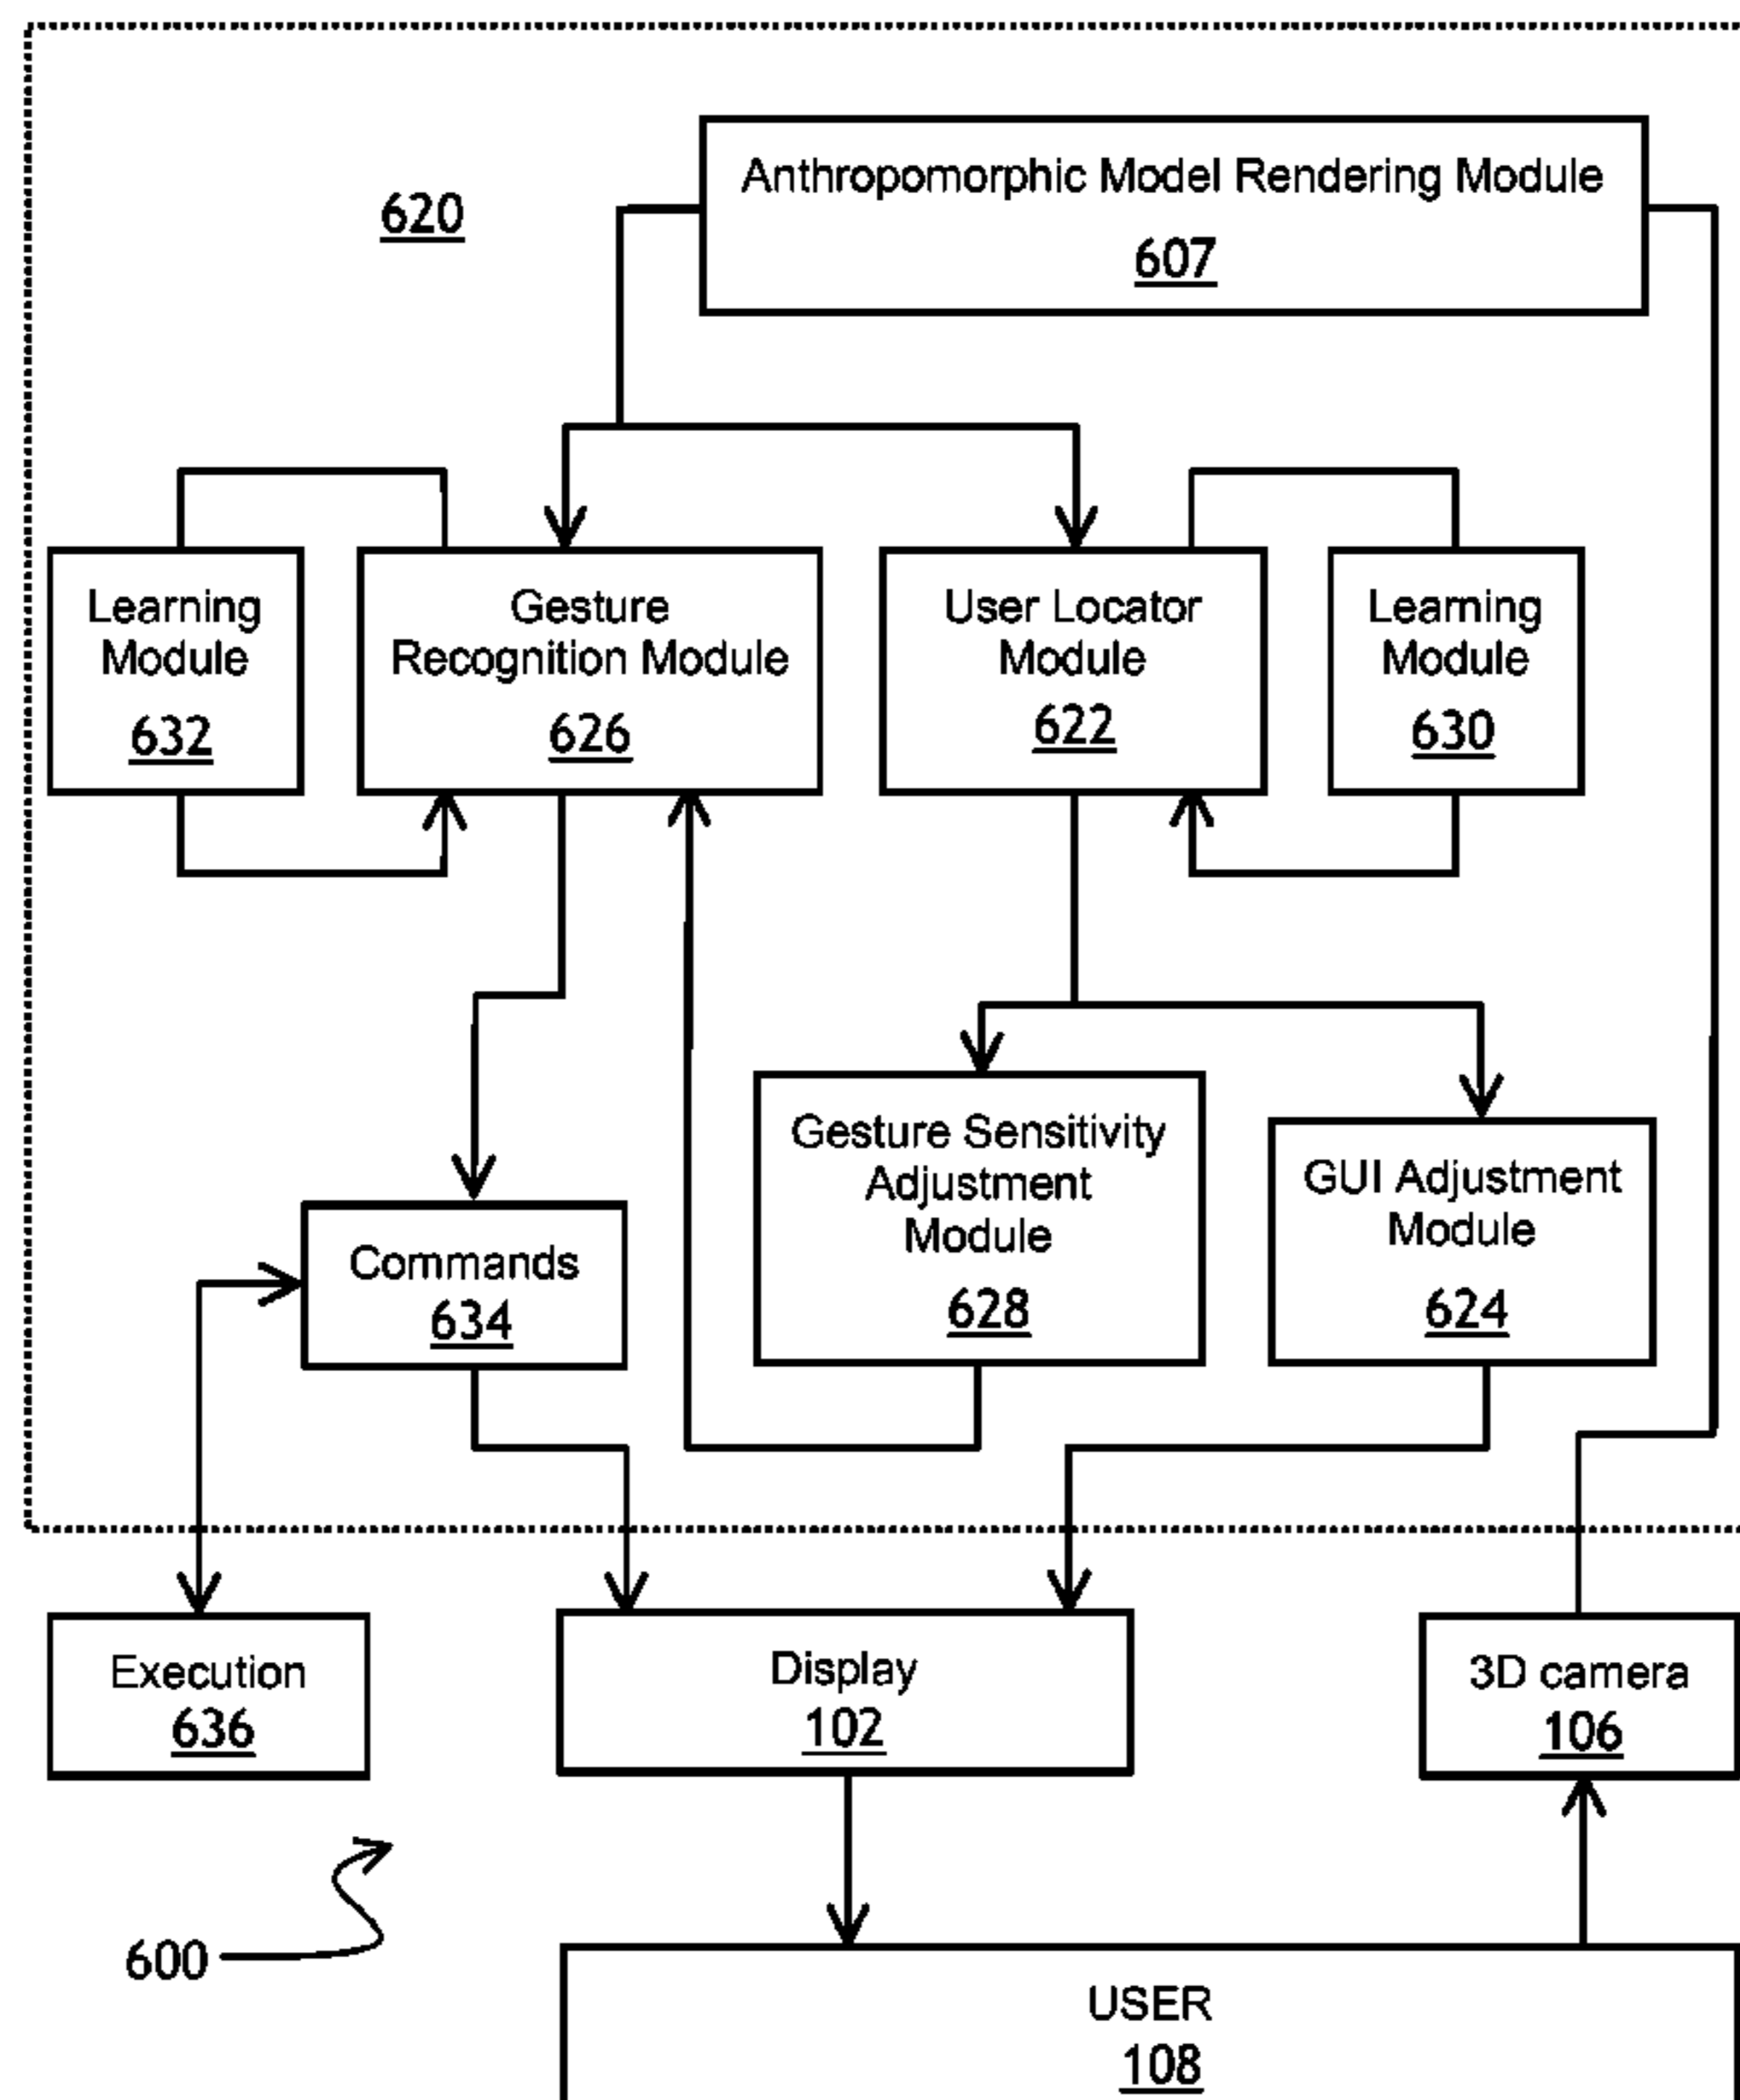 620
Anthropomorphic Model Rendering Module
607
Learning
Module
632
Gesture
Recognition Module
626
User Locator
Module
622
Learning
Module
630
Commands
634
Gesture Sensitivity
Adjustment
Module
628
GUI Adjustment
Module
624
Execution
636
Display
102
3D camera
106
600
USER
108